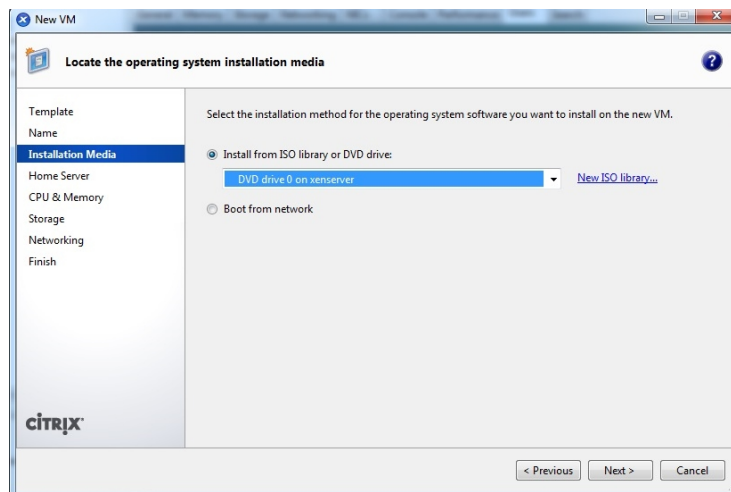 New VM
Locate the operating system installation media
Template
Name
Installation Media
Home Server
CPU & Memory
Storage
Networking
Finish
Select the installation method for the operating system software you want to install on the new VM.
Install from ISO library or DVD drive:
DVD drive 0 on xenserver
New ISO library...
Boot from network
CITRIX
< Previous
Next >
Cancel